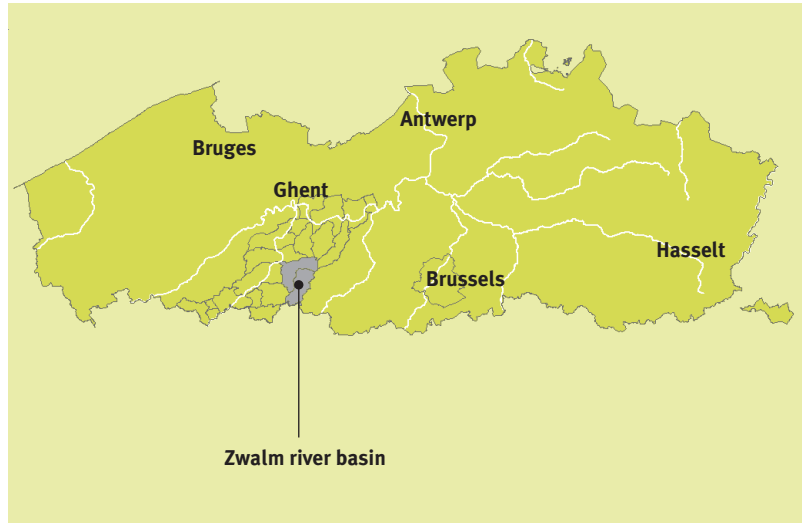 Antwerp
Bruges
Ghent
Hasselt
Brussels
Zwalm river basin